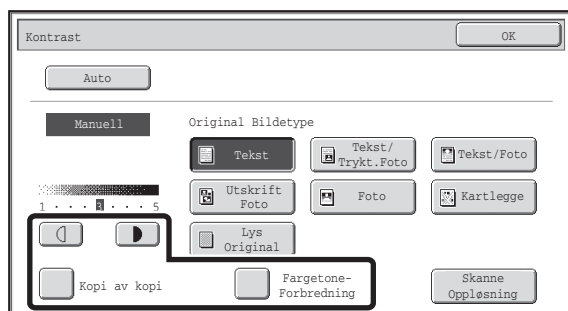 Kontrast
OK
Auto
Manuell
Original Bildetype
Tekst
Tekst/
Trykt.Foto
Tekst/Foto
Utskrift
Foto
Foto
Kartlegge
1 · · · 3 · · · 5
Lys
Original
Kopi av kopi
Fargetone-
Forbredning
Skanne
Oppløsning